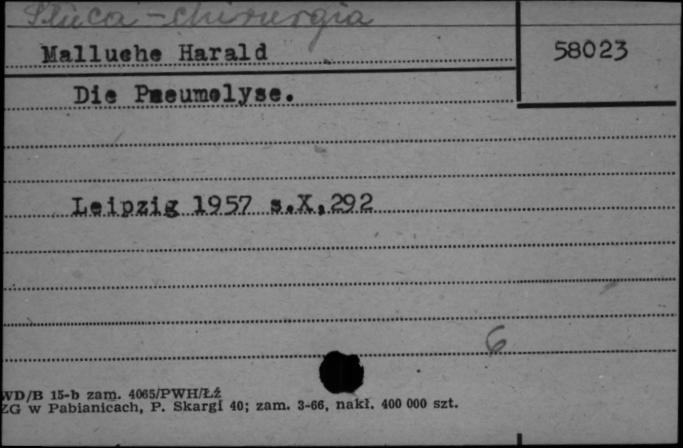 Płuca - chirurgia
Malluche Harald
58023
Die Pneumolyse.
Leipzig 1957 s.X,292
6
WD/B 15-b zam. 4065/PWH/Łź
ZG w Pabianicach, P. Skargi 40; zam. 3-66, nakł. 400 000 szt.